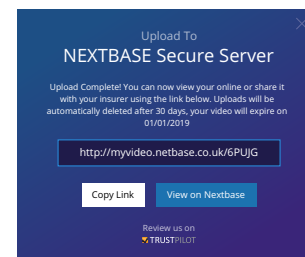 Upload To
NEXTBASE Secure Server
Upload Complete! You can now view your online or share it
with your insurer using the link below. Uploads will be
automatically deleted after 30 days, your video will expire on
01/01/2019
http://myvideo.netbase.co.uk/6PUJG
Copy Link View on Nextbase
Review us on
TRUSTPILOT